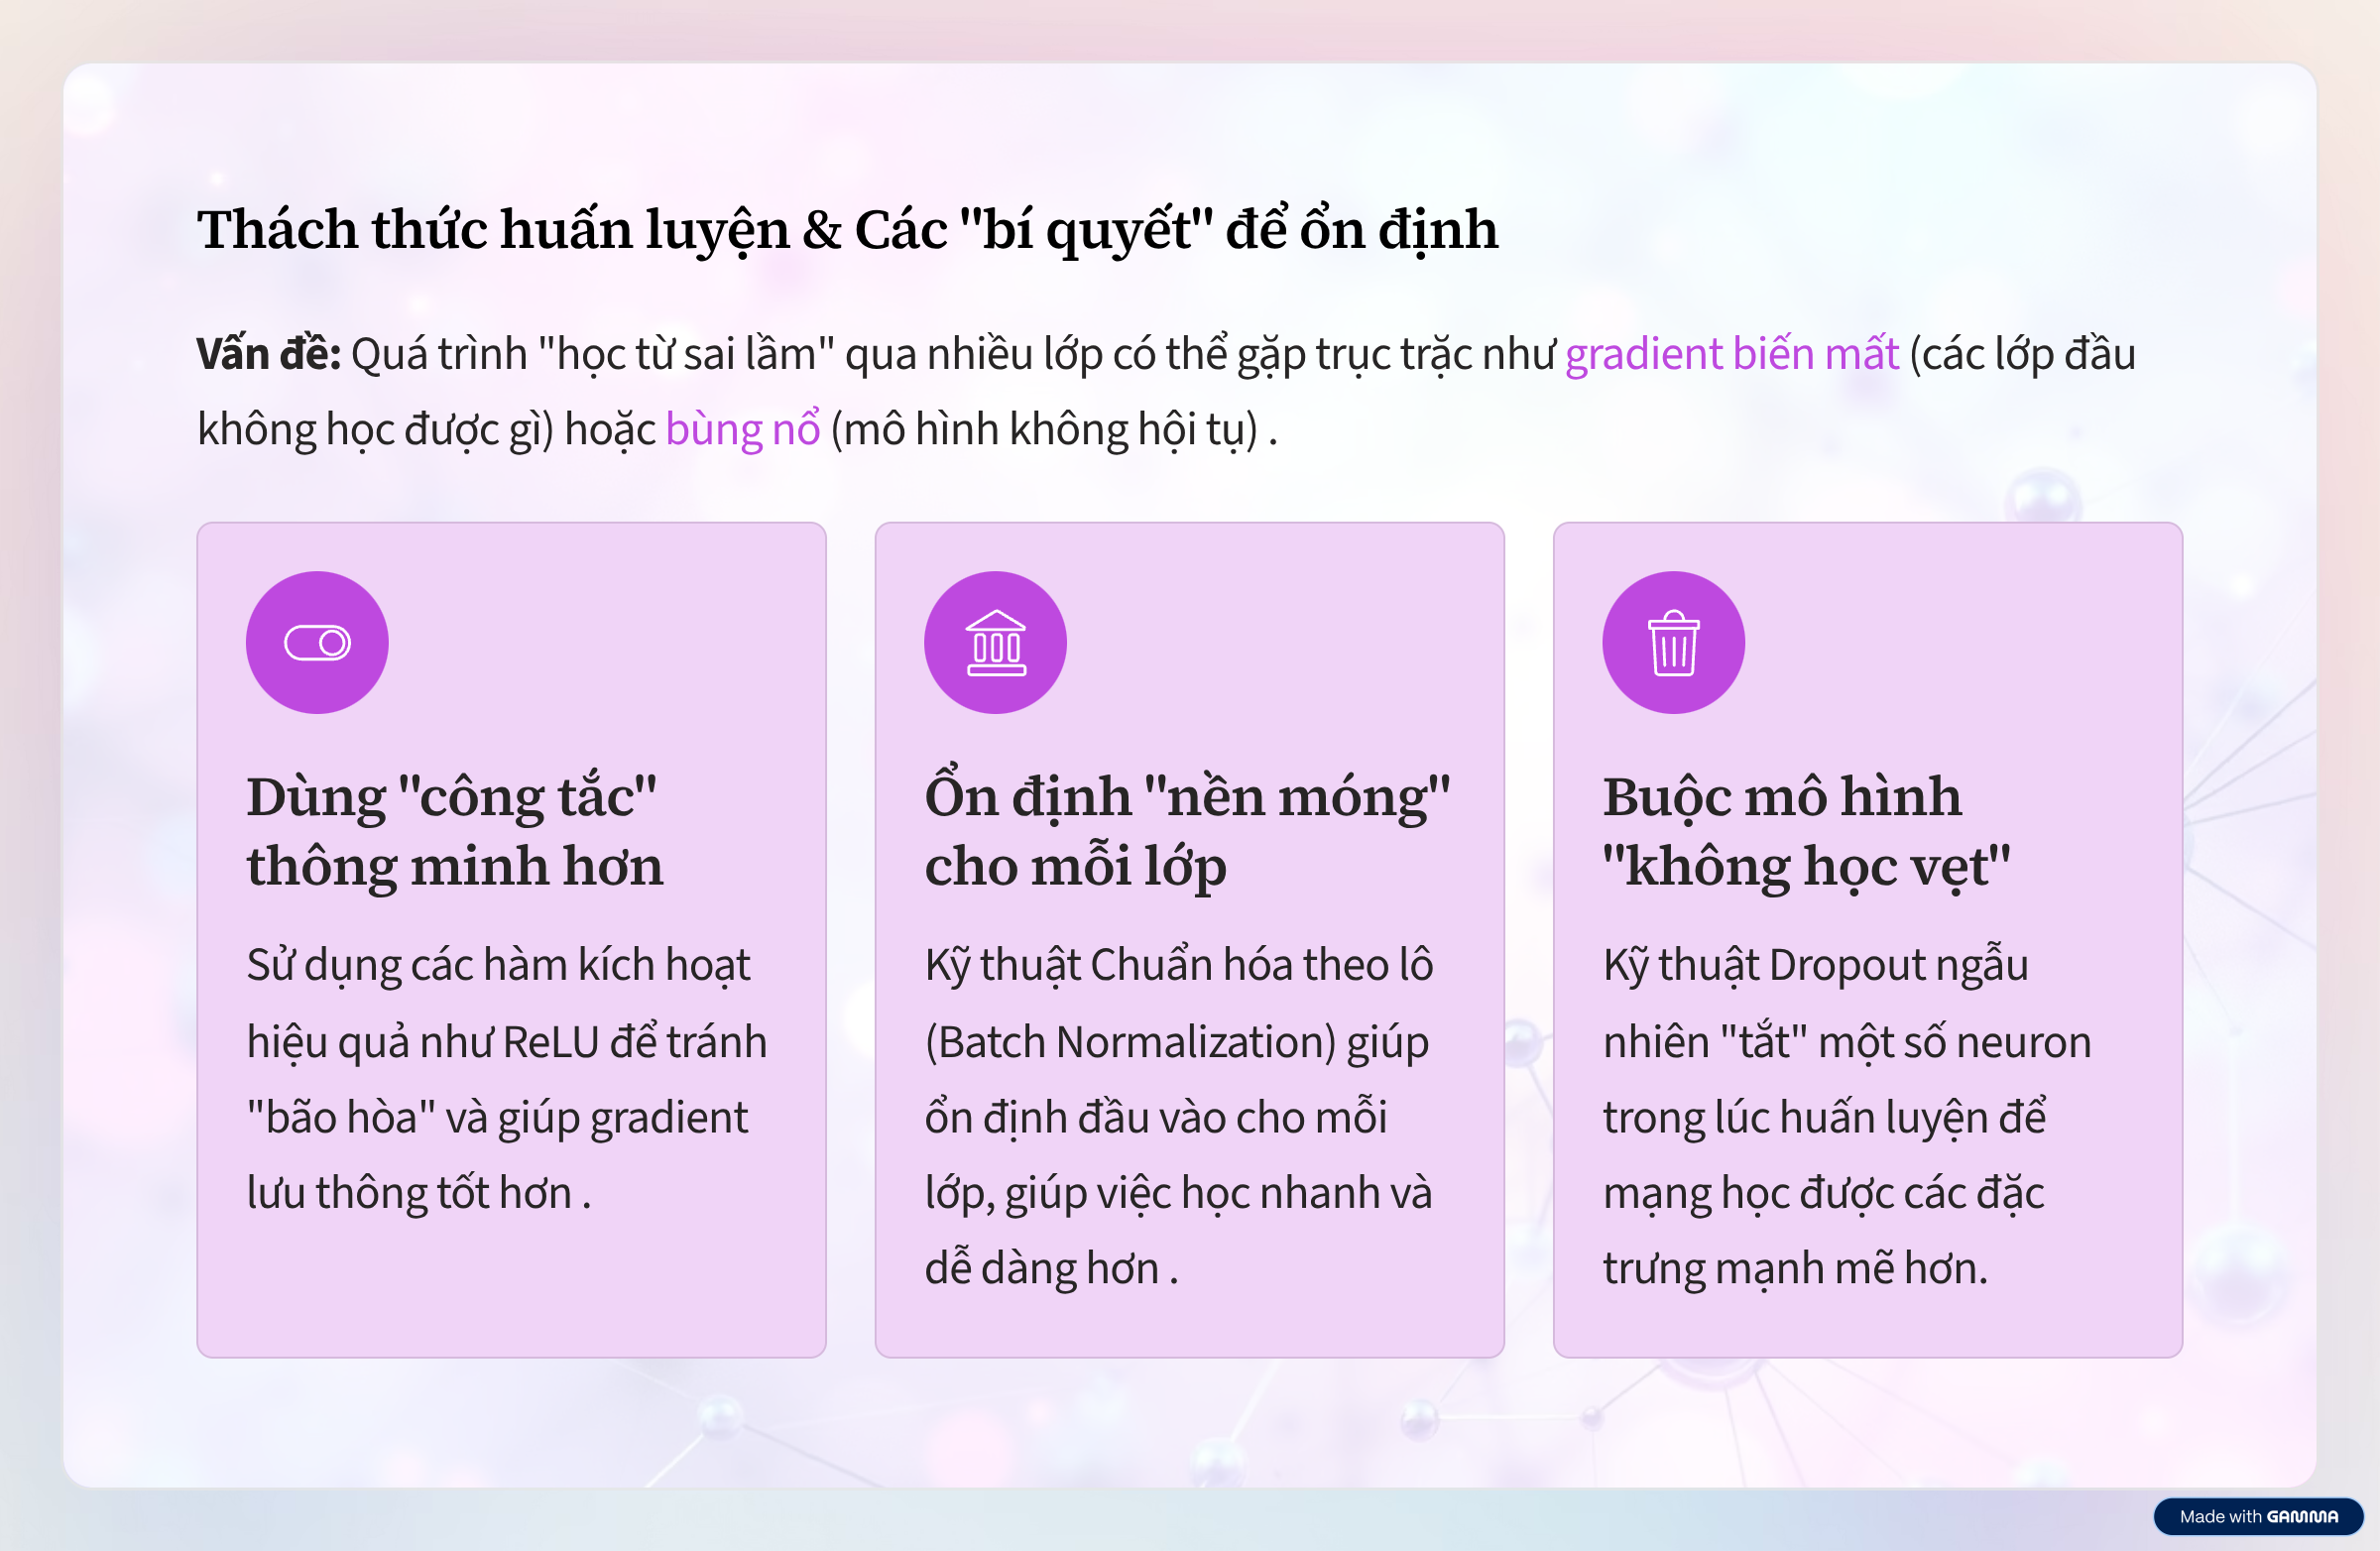 Thách thức huấn luyện & Các "bí quyết" để ổn định
Vấn đề: Quá trình "học từ sai lầm" qua nhiều lớp có thể gặp trục trặc như gradient biến mất (các lớp đầu
không học được gì) hoặc bùng nổ (mô hình không hội tụ) .
Dùng "công tắc"
thông minh hơn
Sử dụng các hàm kích hoạt
hiệu quả như ReLU để tránh
"bão hòa" và giúp gradient
lưu thông tốt hơn .
Ổn định "nền móng"
cho mỗi lớp
Kỹ thuật Chuẩn hóa theo lô
(Batch Normalization) giúp
ổn định đầu vào cho mỗi
lớp, giúp việc học nhanh và
dễ dàng hơn .
Buộc mô hình
"không học vẹt"
Kỹ thuật Dropout ngẫu
nhiên "tắt" một số neuron
trong lúc huấn luyện để
mạng học được các đặc
trưng mạnh mẽ hơn.
Made with GAMMA